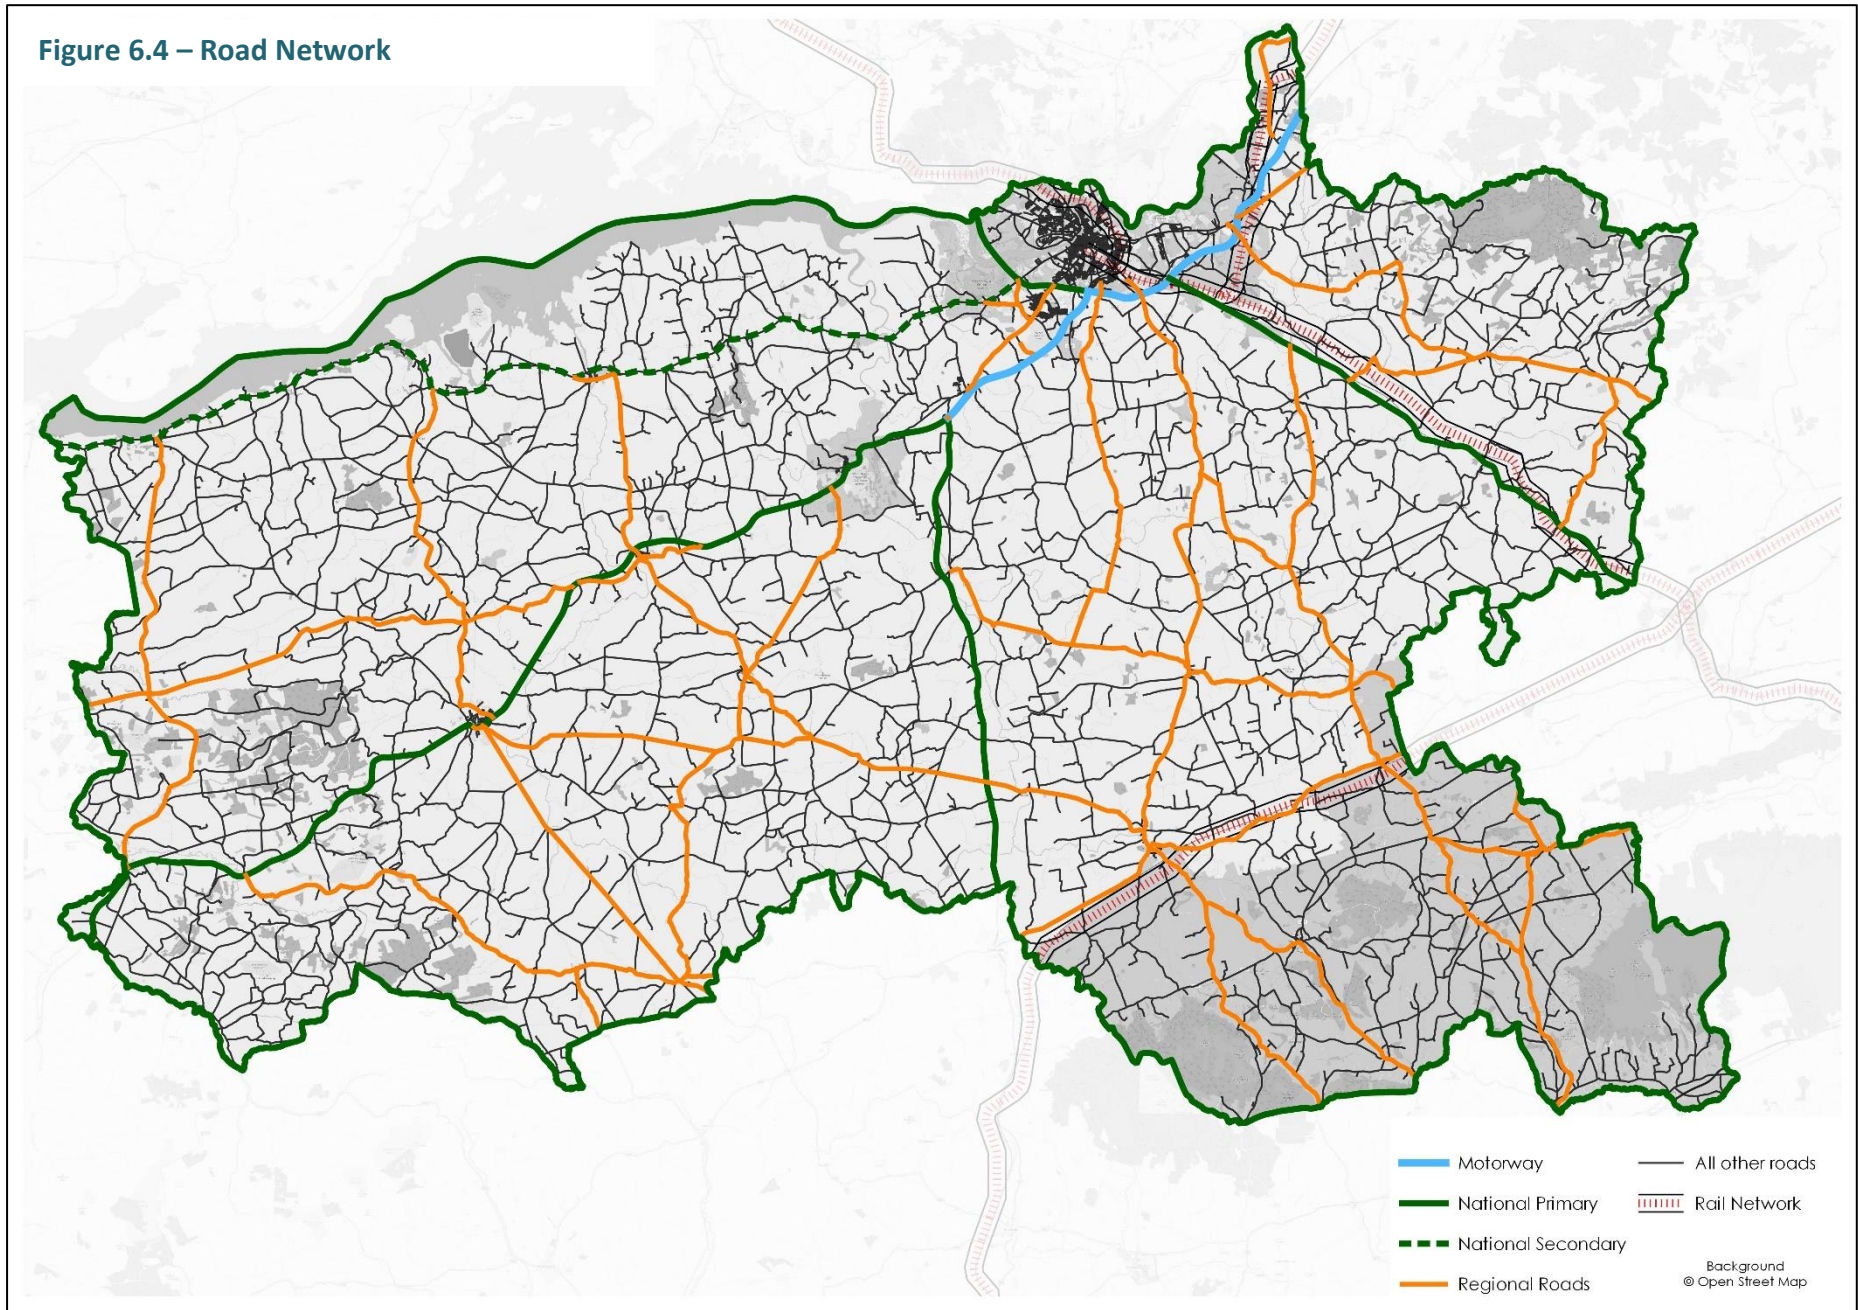 Figure 6.4 – Road Network
Motorway
All other roads
National Primary
Rail Network
National Secondary
Regional Roads
Background
© Open Street Map